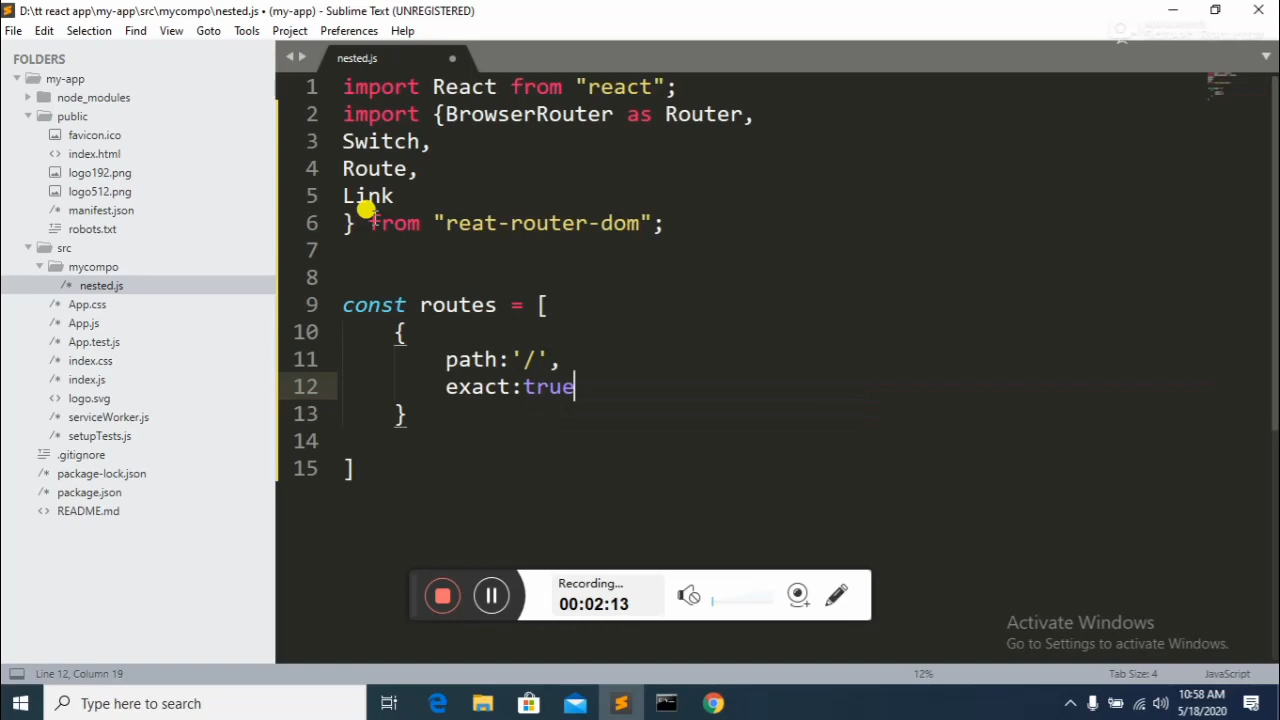 D:\tt react app\my-app\src\mycompo\nested.js • (my-app) - Sublime Text (UNREGISTERED)
File Exit Selection Find View Goto Tools Project Preferences Help
FOLDERS
my-app
node_modules
public
favicon.ico
index.html
logo192.png
logo512.png
manifest.json
robots.txt
src
mycompo
nested.js
App.css
App.js
App.test.js
index.css
index.js
logo.svg
serviceWorker.js
setupTests.js
.gitignore
package-lock.json
package.json
README.md
nested.js
1 import React from "react";
2 import {BrowserRouter as Router,
3 Switch,
4 Route,
5 Link
6 } from "reat-router-dom";
7
8
9 const routes = [
10 {
11 path:'/',
12 exact:true
13 }
14
15 ]
Recording...
00:02:13
Activate Windows
Go to Settings to activate Windows.
Line 12, Column 19
12%
Tab Size: 4
JavaScript
Type here to search
10:58 AM
5/18/2020